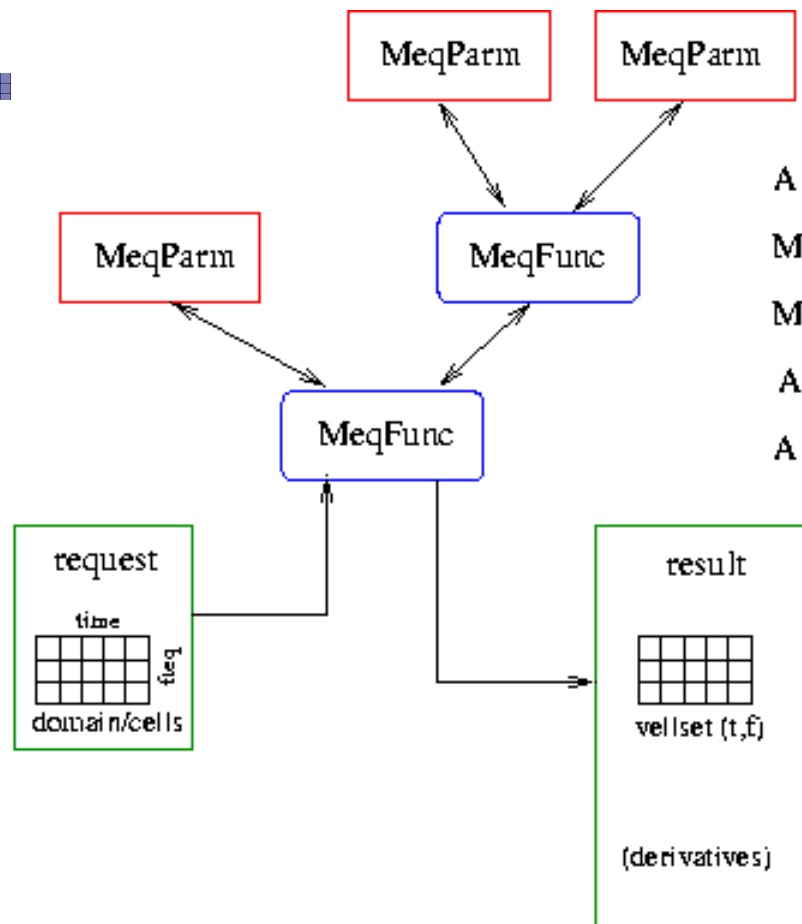 MeqParm
MeqParm
A
MeqParm
MeqFunc
M
M
A
MeqFunc
A
request
result
time
freq
domain/cells
vellset (t,f)
(derivatives)